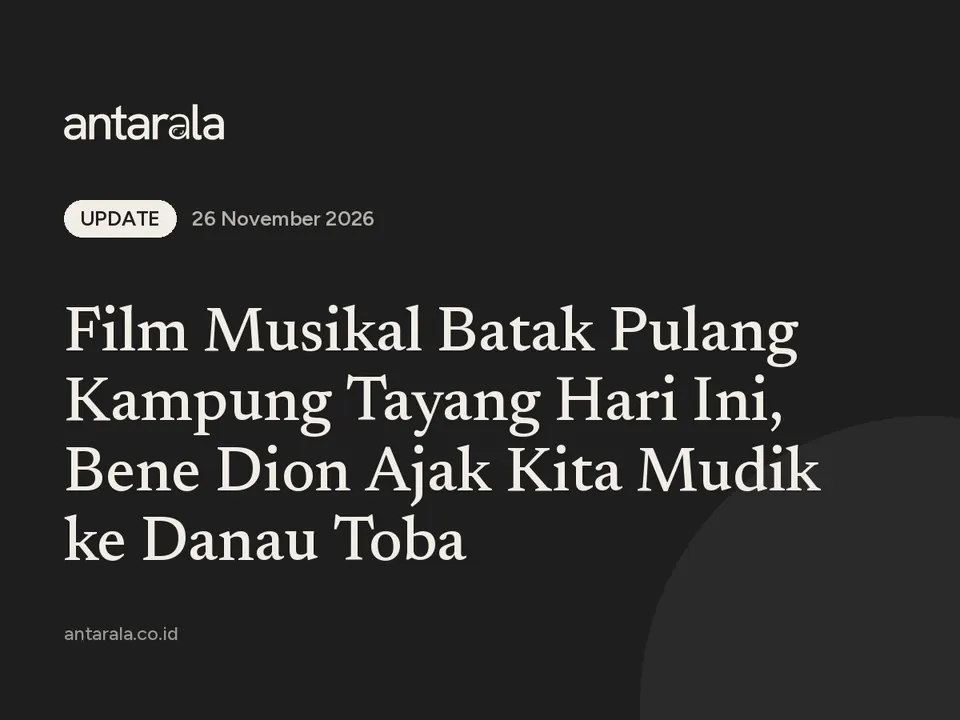 antarala
UPDATE 26 November 2026
Film Musikal Batak Pulang
Kampung Tayang Hari Ini,
Bene Dion Ajak Kita Mudik
ke Danau Toba
antarala.co.id